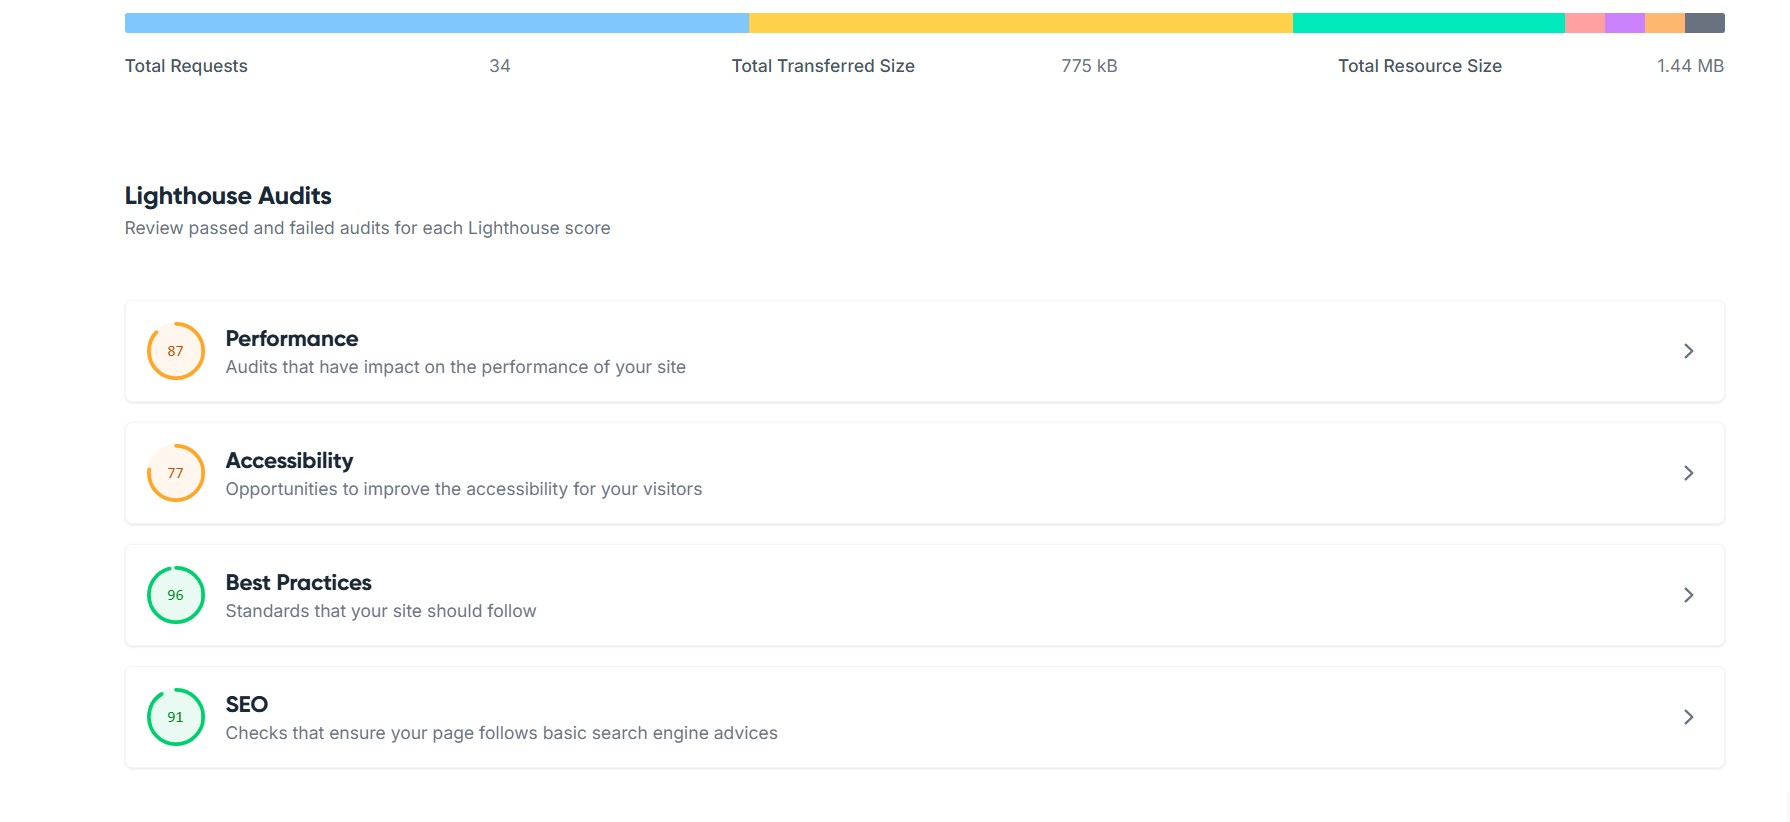 Total Requests 34 Total Transferred Size 775 kB Total Resource Size 1.44 MB
Lighthouse Audits
Review passed and failed audits for each Lighthouse score
87
Performance
Audits that have impact on the performance of your site
77
Accessibility
Opportunities to improve the accessibility for your visitors
96
Best Practices
Standards that your site should follow
91
SEO
Checks that ensure your page follows basic search engine advices